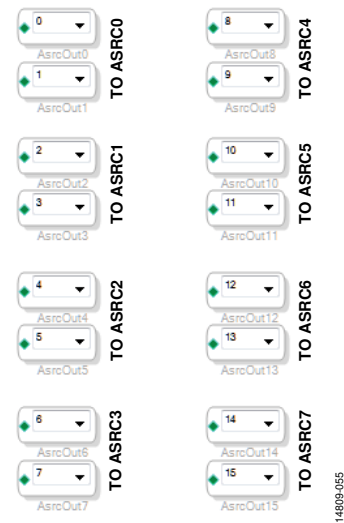 0
AsrcOut0
1
AsrcOut1
TO ASRC0
2
AsrcOut2
3
AsrcOut3
TO ASRC1
4
AsrcOut4
5
AsrcOut5
TO ASRC2
6
AsrcOut6
7
AsrcOut7
TO ASRC3
8
AsrcOut8
9
AsrcOut9
TO ASRC4
10
AsrcOut10
11
AsrcOut11
TO ASRC5
12
AsrcOut12
13
AsrcOut13
TO ASRC6
14
AsrcOut14
15
AsrcOut15
TO ASRC7
14809-055